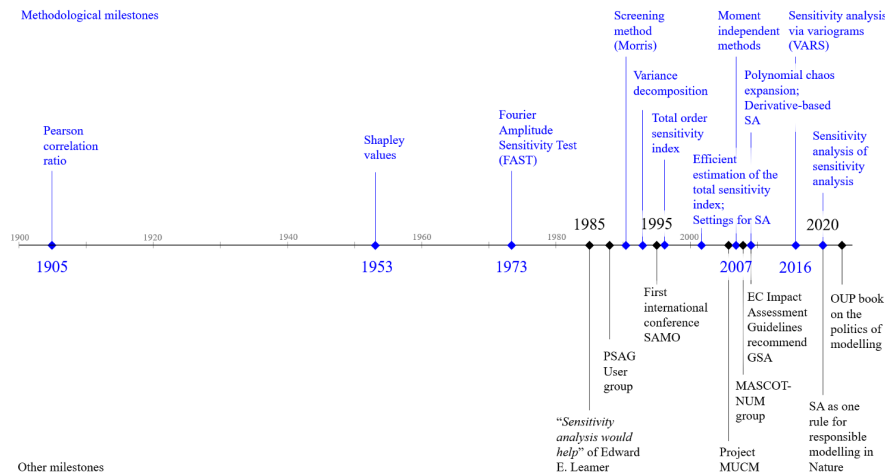 Methodological milestones
Screening
method
(Morris)
Moment
independent
methods
Sensitivity analysis
via variograms
(VARS)
Variance
decomposition
Polynomial chaos
expansion;
Derivative-based
SA
Pearson
correlation
ratio
Shapley
values
Fourier
Amplitude
Sensitivity Test
(FAST)
Total order
sensitivity
index
Efficient
estimation of the
total sensitivity
index;
Settings for SA
Sensitivity
analysis of
sensitivity
analysis
1985
1995
2020
1900
1920
1940
1960
1980
2000
1905
1953
1973
2007
2016
First
international
conference
SAMO
EC Impact
Assessment
Guidelines
recommend
GSA
OUP book
on the
politics of
modelling
PSAG
User
group
MASCOT-
NUM
group
“Sensitivity
analysis would
help” of Edward
E. Leamer
Project
MUCM
SA as one
rule for
responsible
modelling in
Nature
Other milestones